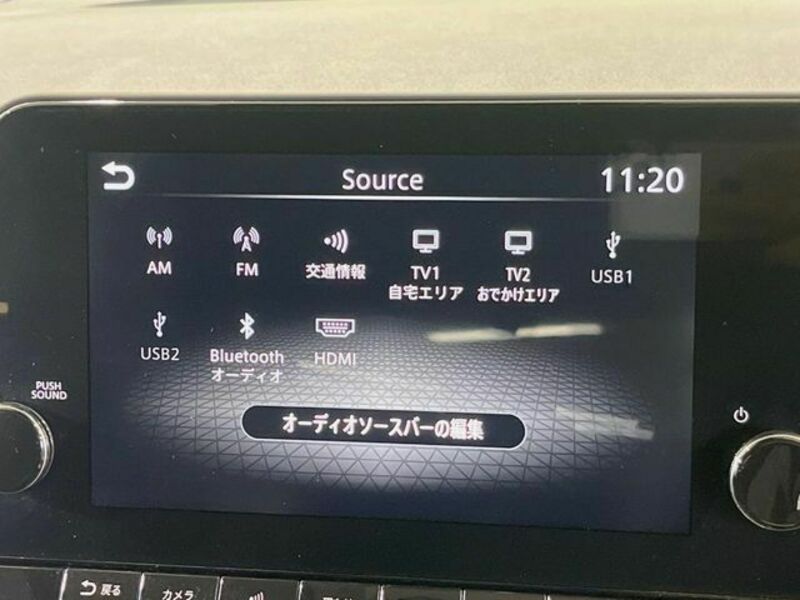 Source 11:20
AM FM 交通情報 TV1 TV2 USB1
自宅エリア おでかけエリア
USB2 Bluetooth HDMI
オーディオ
PUSH
SOUND
オーディオソースバーの編集
戻る カメラ